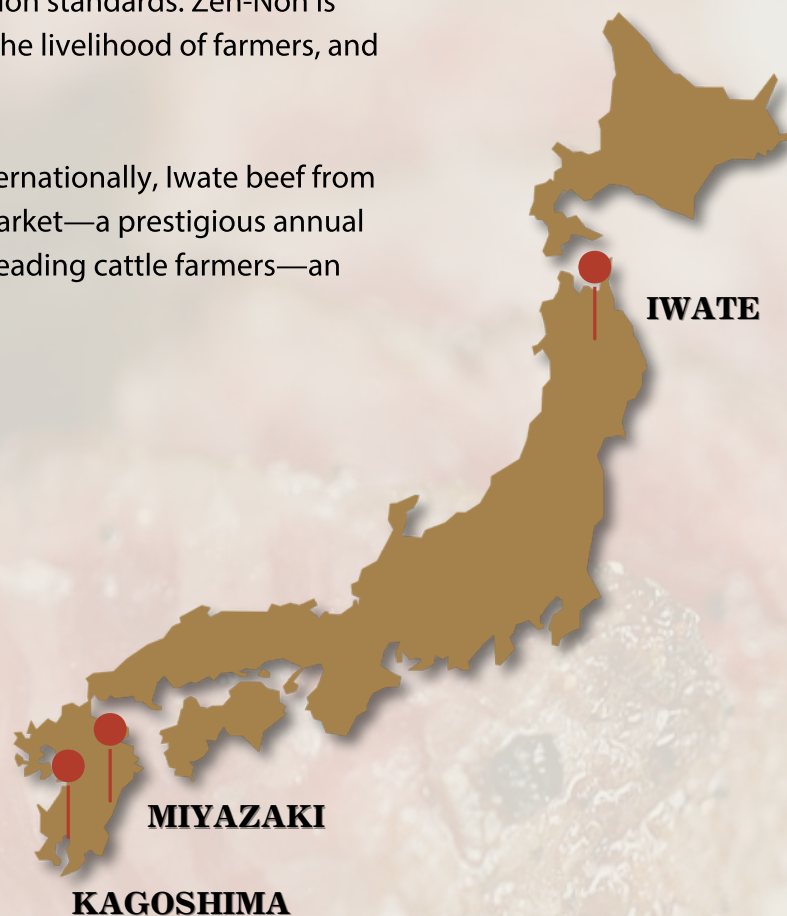 ion standards. Zen-Noh is
he livelihood of farmers, and
ernationally, Iwate beef from
arket—a prestigious annual
eading cattle farmers—an
IWATE
MIYAZAKI
KAGOSHIMA